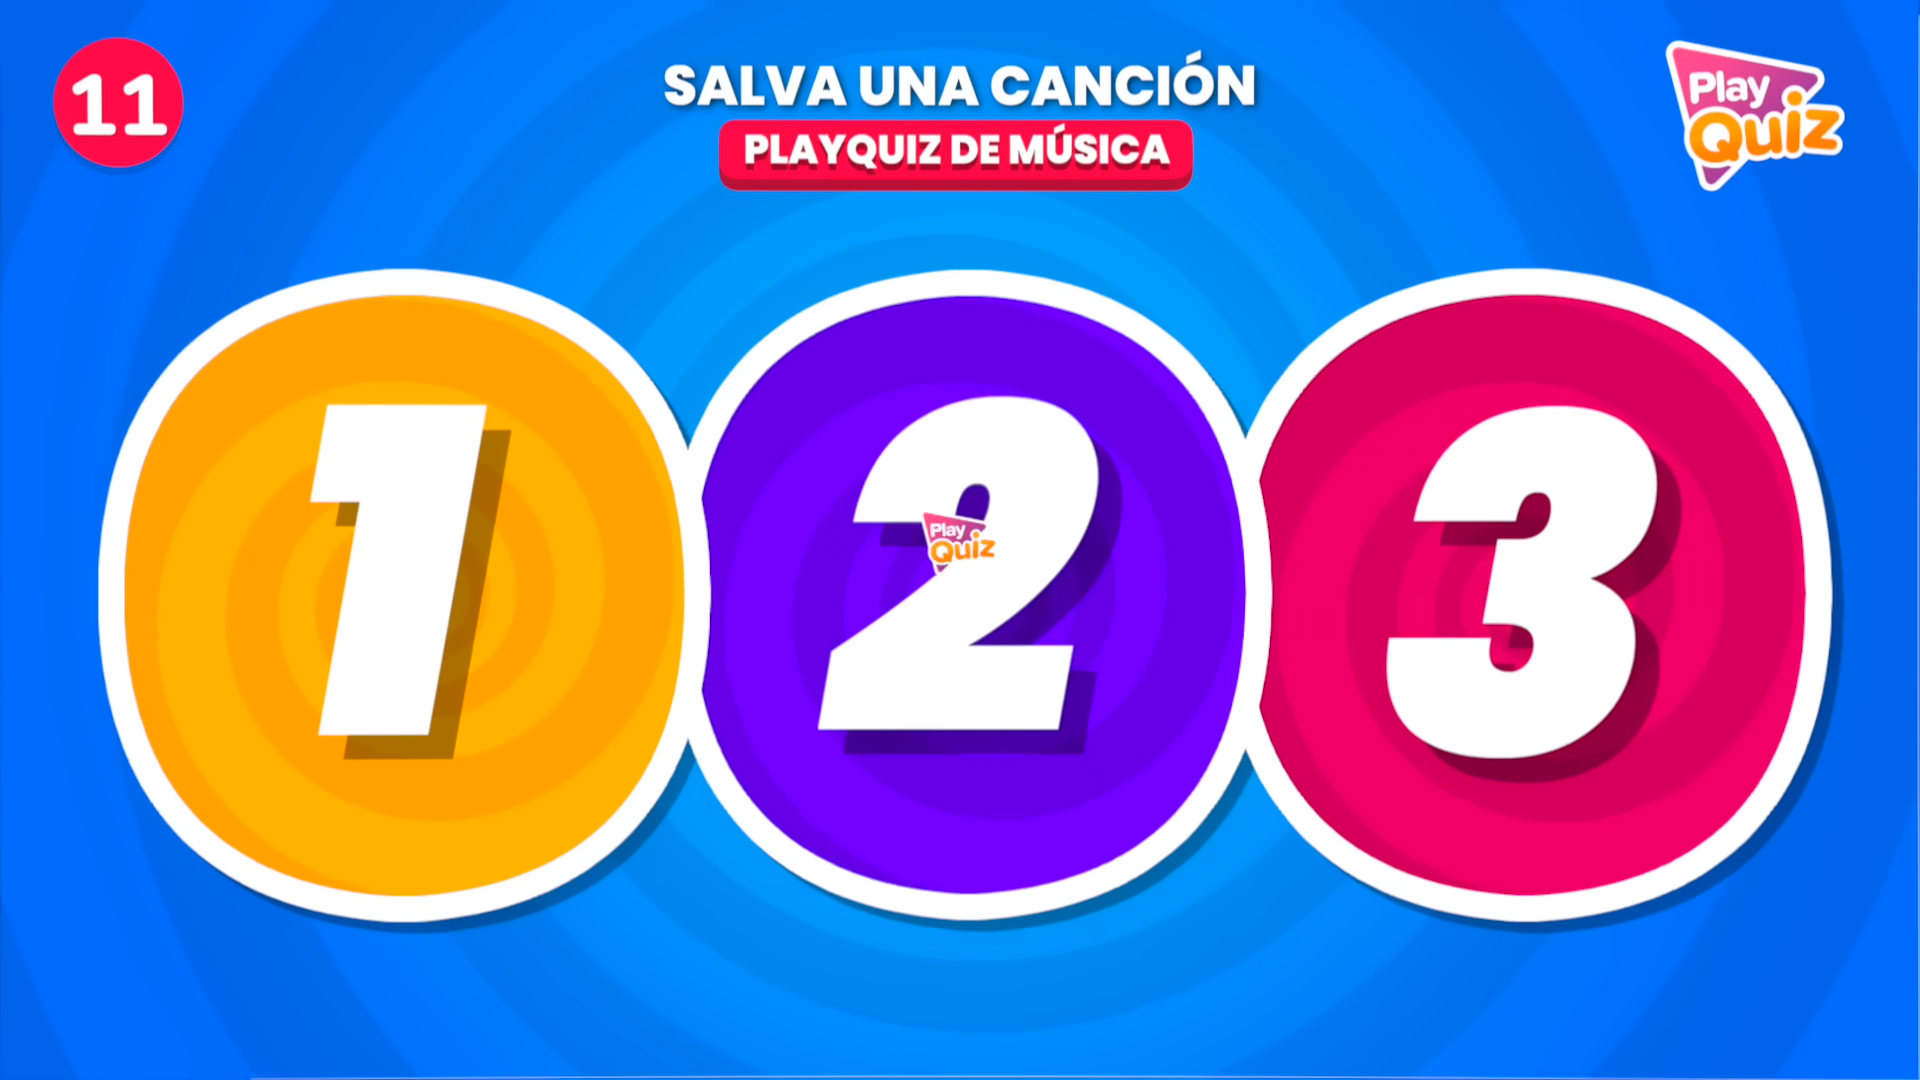 11
SALVA UNA CANCIÓN
PLAYQUIZ DE MÚSICA
Play
Quiz
1
2
3
Play
Quiz